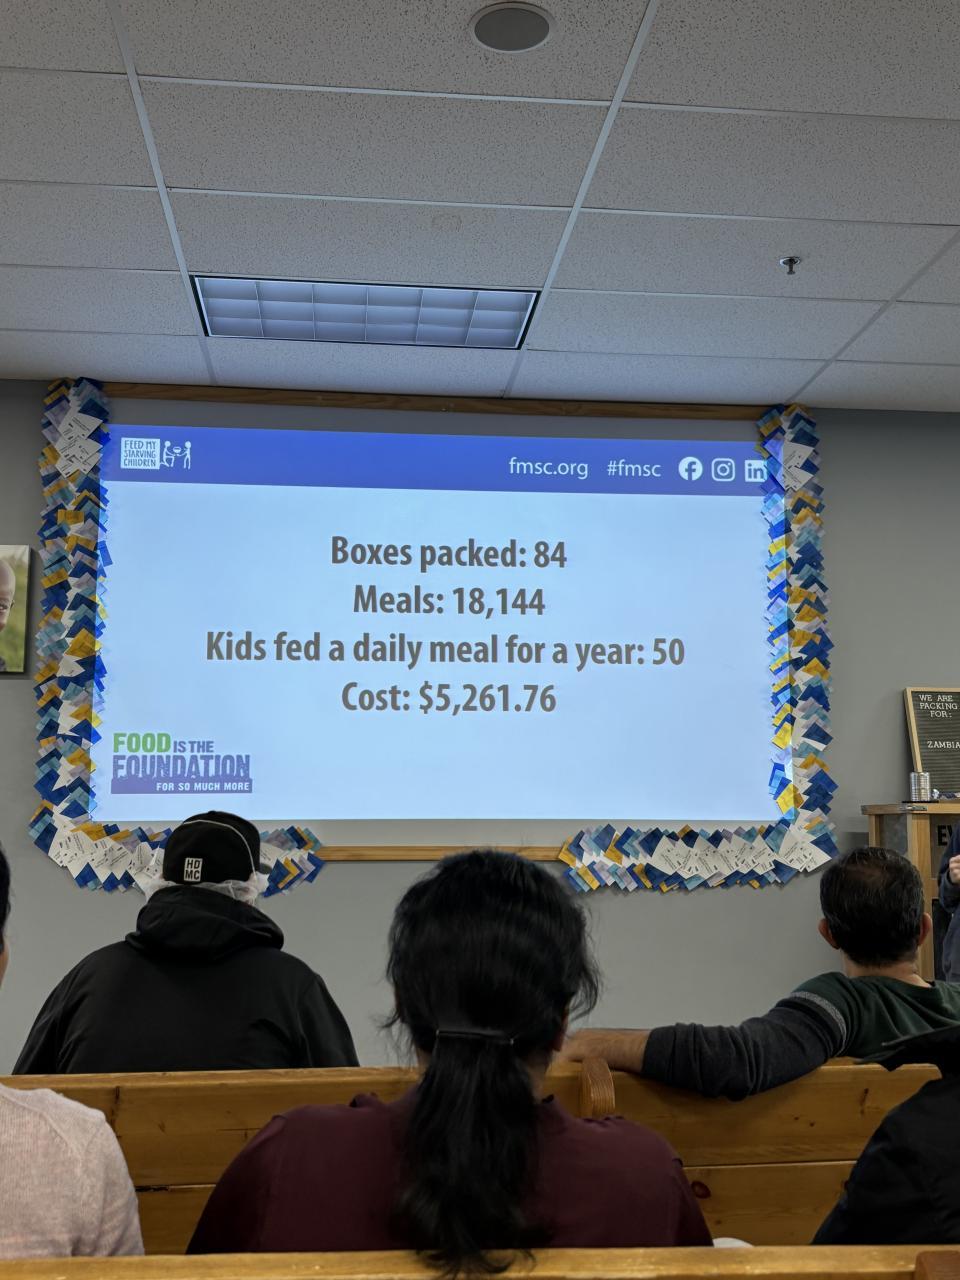 FEED MY
STARVING
CHILDREN
fmsc.org #fmsc
Boxes packed: 84
Meals: 18,144
Kids fed a daily meal for a year: 50
Cost: $5,261.76
FOOD IS THE
FOUNDATION
FOR SO MUCH MORE
WE ARE
PACKING
FOR:
ZAMBIA
HD
MC